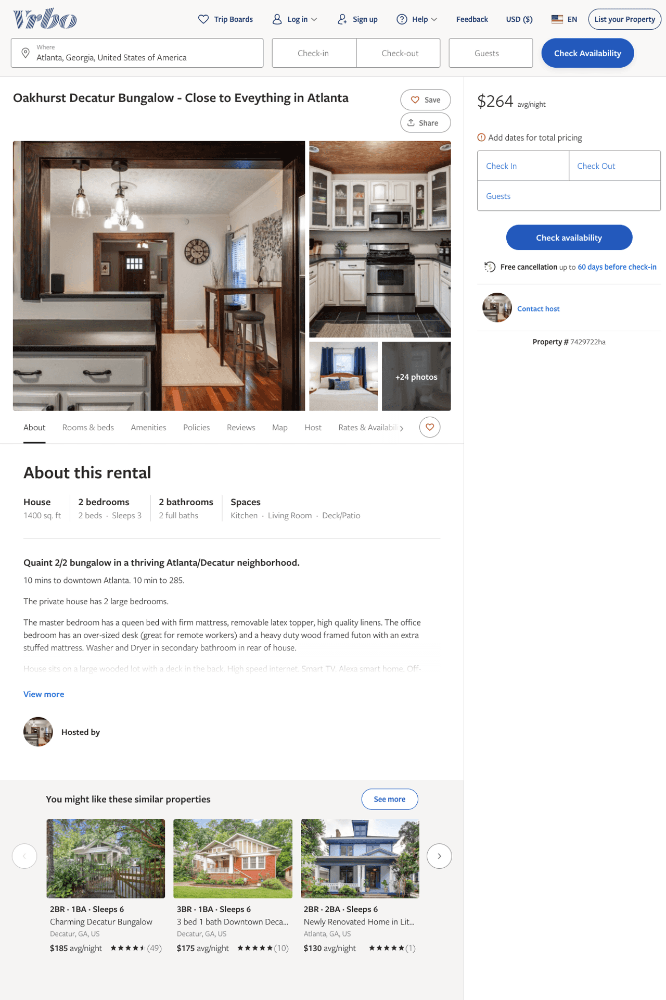 Vrbo
Trip Boards
Log in
Sign up
Help
Feedback
USD ($)
EN
List your Property
Where
Atlanta, Georgia, United States of America
Check-in
Check-out
Guests
Check Availability
Oakhurst Decatur Bungalow - Close to Eveything in Atlanta
Save
Share
+24 photos
$264 avg/night
Add dates for total pricing
Check In
Check Out
Guests
Check availability
Free cancellation up to 60 days before check-in
Contact host
Property # 7429722ha
About
Rooms & beds
Amenities
Policies
Reviews
Map
Host
Rates & Availabili
About this rental
House
1400 sq. ft
2 bedrooms
2 beds · Sleeps 3
2 bathrooms
2 full baths
Spaces
Kitchen · Living Room · Deck/Patio
Quaint 2/2 bungalow in a thriving Atlanta/Decatur neighborhood.
10 mins to downtown Atlanta. 10 min to 285.
The private house has 2 large bedrooms.
The master bedroom has a queen bed with firm mattress, removable latex topper, high quality linens. The office
bedroom has an over-sized desk (great for remote workers) and a heavy duty wood framed futon with an extra
stuffed mattress. Washer and Dryer in secondary bathroom in rear of house.
House sits on a large wooded lot with a deck in the back. High speed internet. Smart TV. Alexa smart home. Off-
View more
Hosted by
You might like these similar properties
See more
2BR · 1BA · Sleeps 6
Charming Decatur Bungalow
Decatur, GA, US
$185 avg/night
(49)
3BR · 1BA · Sleeps 6
3 bed 1 bath Downtown Deca...
Decatur, GA, US
$175 avg/night
(10)
2BR · 2BA · Sleeps 6
Newly Renovated Home in Lit...
Atlanta, GA, US
$130 avg/night
(1)